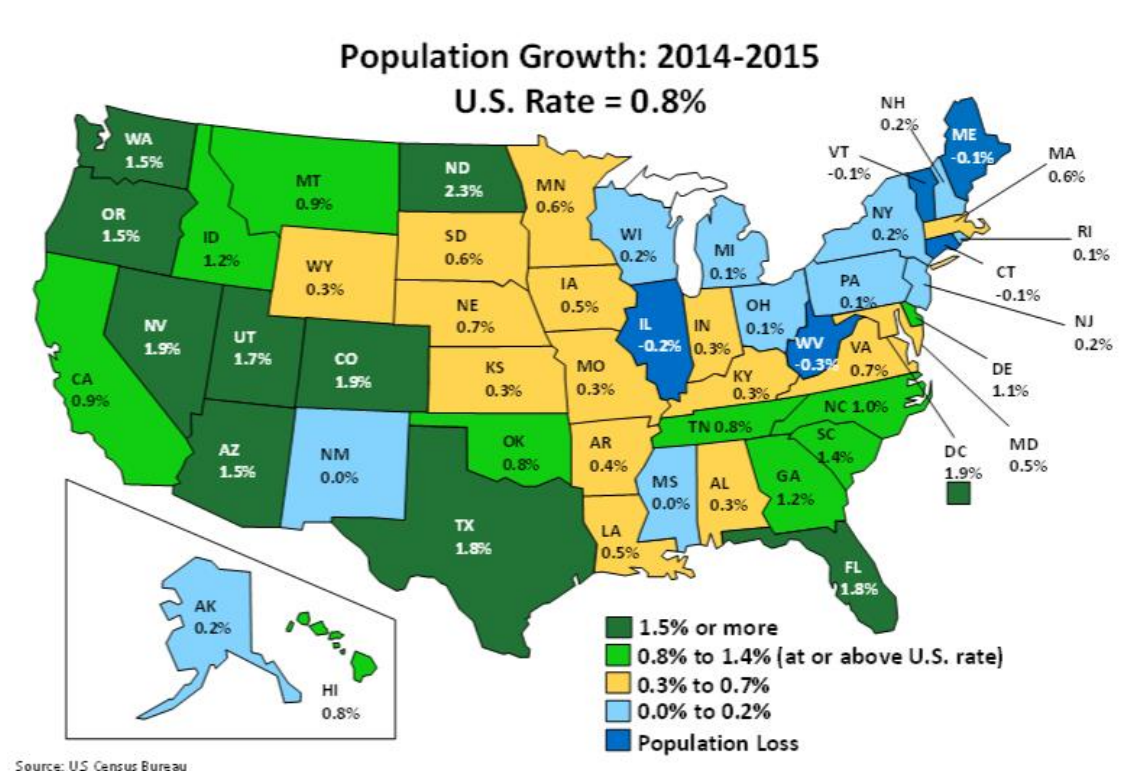 Population Growth: 2014-2015
U.S. Rate = 0.8%
WA
1.5%
OR
1.5%
CA
0.9%
NV
1.9%
ID
1.2%
MT
0.9%
WY
0.3%
UT
1.7%
CO
1.9%
AZ
1.5%
NM
0.0%
ND
2.3%
SD
0.6%
NE
0.7%
KS
0.3%
OK
0.8%
TX
1.8%
MN
0.6%
IA
0.5%
MO
0.3%
AR
0.4%
LA
0.5%
WI
0.2%
IL
-0.2%
MI
0.1%
IN
0.3%
OH
0.1%
KY
0.3%
TN 0.8%
MS
0.0%
AL
0.3%
GA
1.2%
FL
1.8%
SC
1.4%
NC 1.0%
VA
0.7%
WV
-0.3%
PA
0.1%
NY
0.2%
VT
-0.1%
NH
0.2%
ME
-0.1%
MA
0.6%
RI
0.1%
CT
-0.1%
NJ
0.2%
DE
1.1%
MD
0.5%
DC
1.9%
AK
0.2%
HI
0.8%
1.5% or more
0.8% to 1.4% (at or above U.S. rate)
0.3% to 0.7%
0.0% to 0.2%
Population Loss
Source: U.S Census Bureau